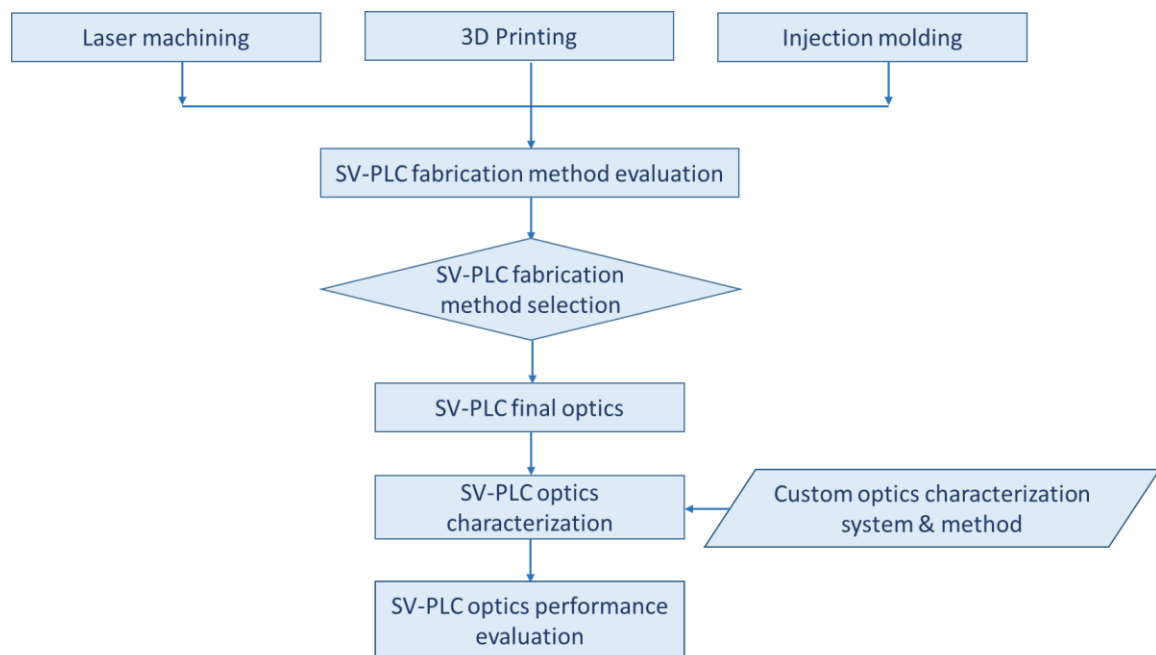 Laser machining
3D Printing
Injection molding
SV-PLC fabrication method evaluation
SV-PLC fabrication
method selection
SV-PLC final optics
SV-PLC optics
characterization
Custom optics characterization
system & method
SV-PLC optics performance
evaluation